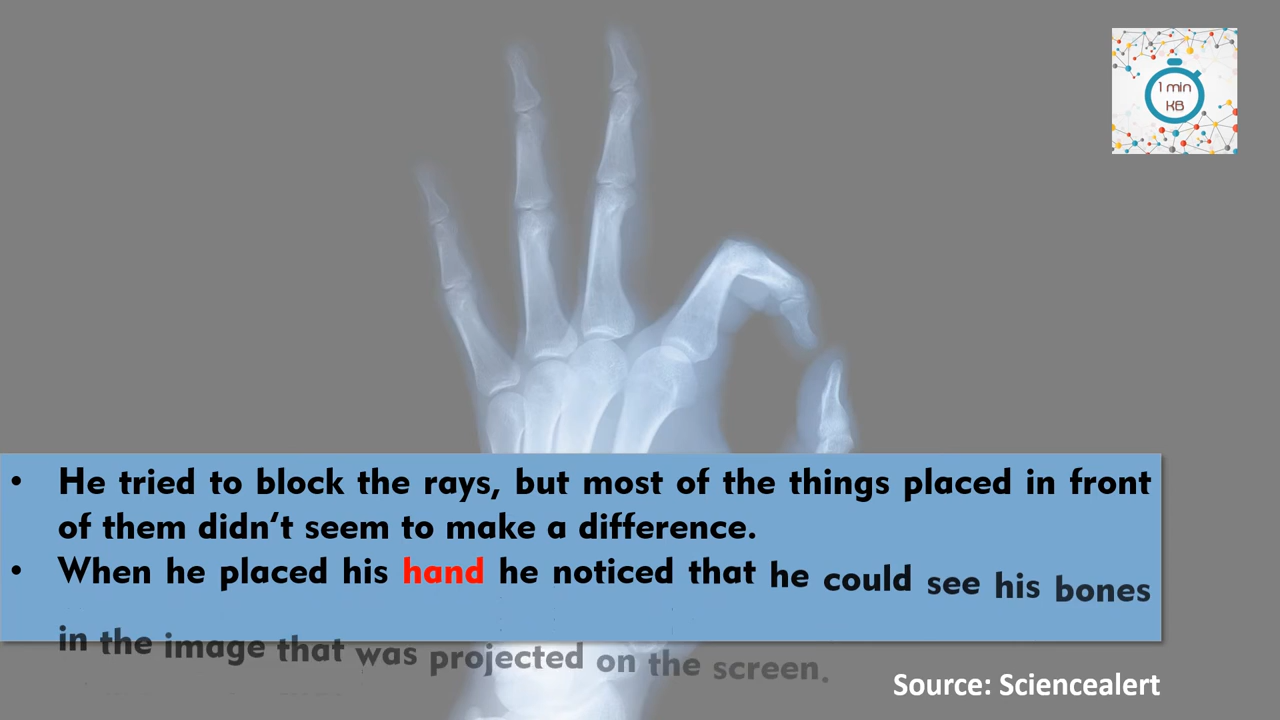 1 min
KB
• He tried to block the rays, but most of the things placed in front
of them didn't seem to make a difference.
• When he placed his hand he noticed that he could see his bones
in the image that was projected on the screen.
Source: Sciencealert